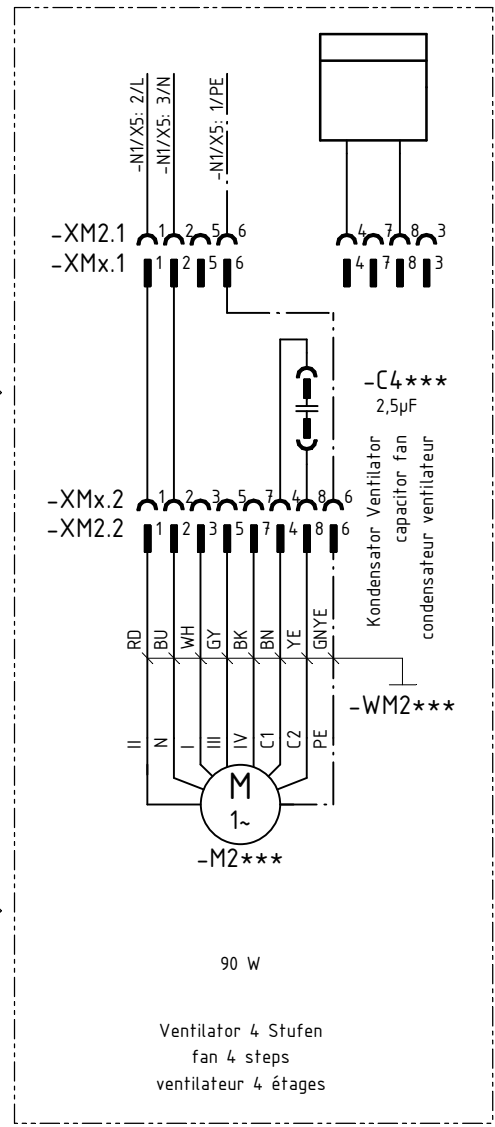 -N1/X5: 2/L
-N1/X5: 3/N
-N1/X5: 1/PE
-XM2.1 1 2 5 6 4 7 8 3
-XMx.1 1 2 5 6 4 7 8 3
-C4***
2,5µF
Kondensator Ventilator
capacitor fan
condensateur ventilateur
-XMx.2 1 2 3 5 7 4 8 6
-XM2.2 1 2 3 5 7 4 8 6
RD BU WH GY BK BN YE GNYE
-WM2***
II N I III IV C1 C2 PE
M
1~
-M2***
90 W
Ventilator 4 Stufen
fan 4 steps
ventilateur 4 étages